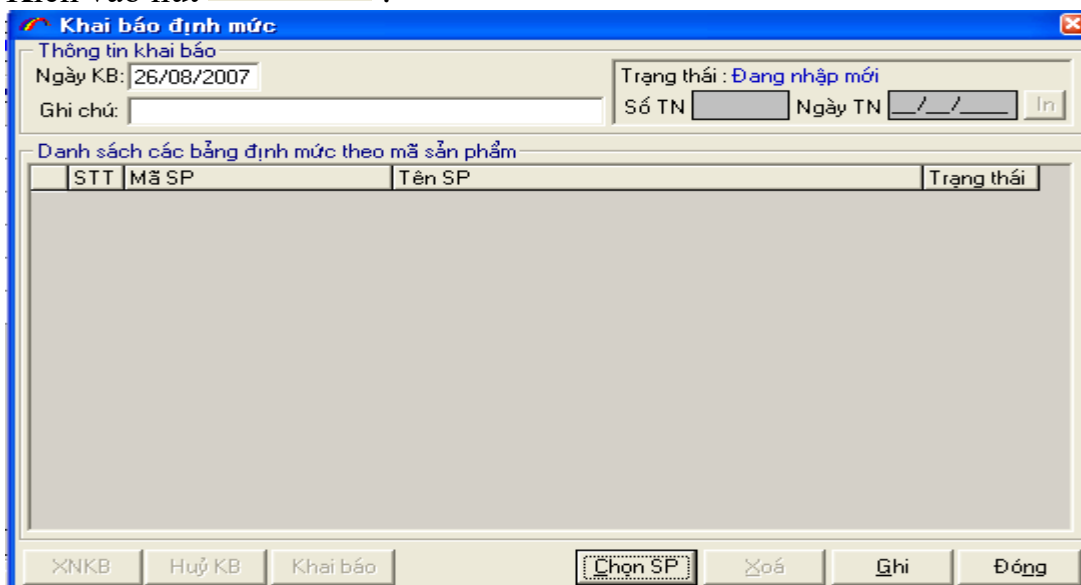 Khai báo định mức
Thông tin khai báo
Ngày KB: 26/08/2007
Trạng thái : Đang nhập mới
Ghi chú:
Số TN Ngày TN __/__/____ In
Danh sách các bảng định mức theo mã sản phẩm
STT Mã SP Tên SP Trạng thái
XNKB Huỷ KB Khai báo Chọn SP Xoá Ghi Đóng